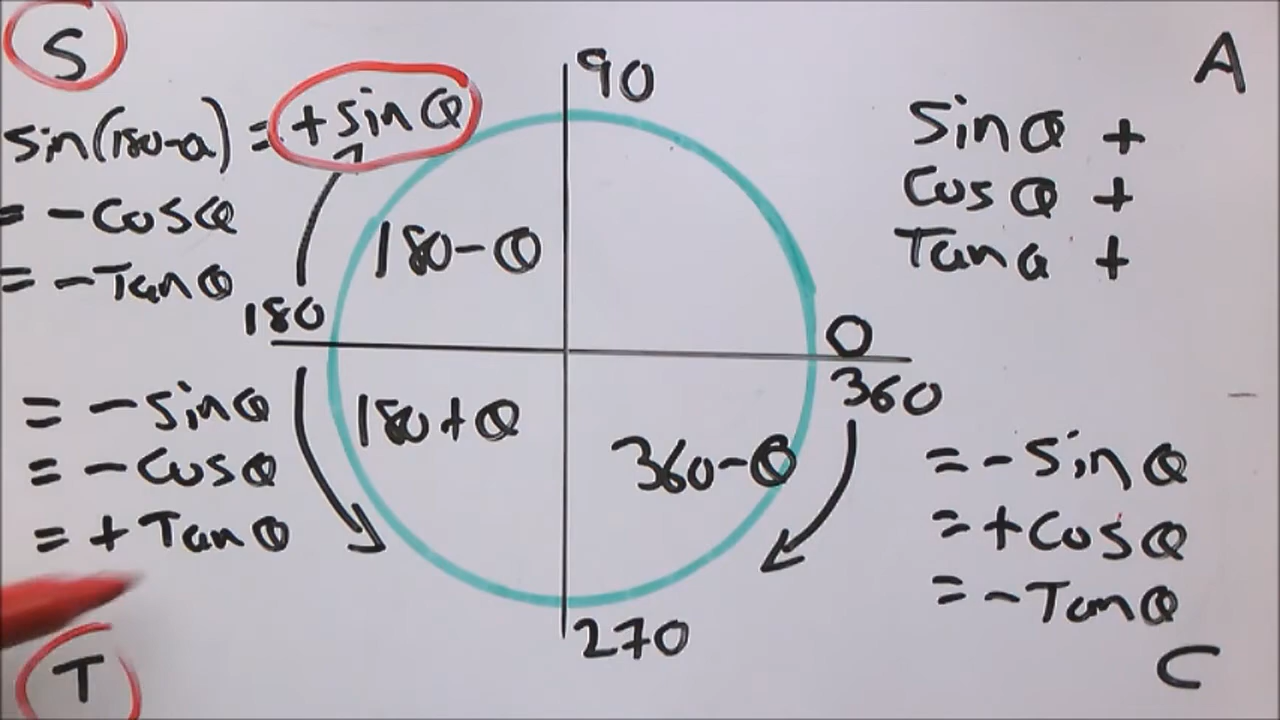 S
sin(180-θ) = +sinθ
= -Cosθ
= -Tanθ
180
= -sinθ
= -Cosθ
= +Tanθ
T
90
180-θ
180+θ
360-θ
270
0
360
A
Sinθ +
Cosθ +
Tanθ +
= -Sinθ
= +Cosθ
= -Tanθ
C